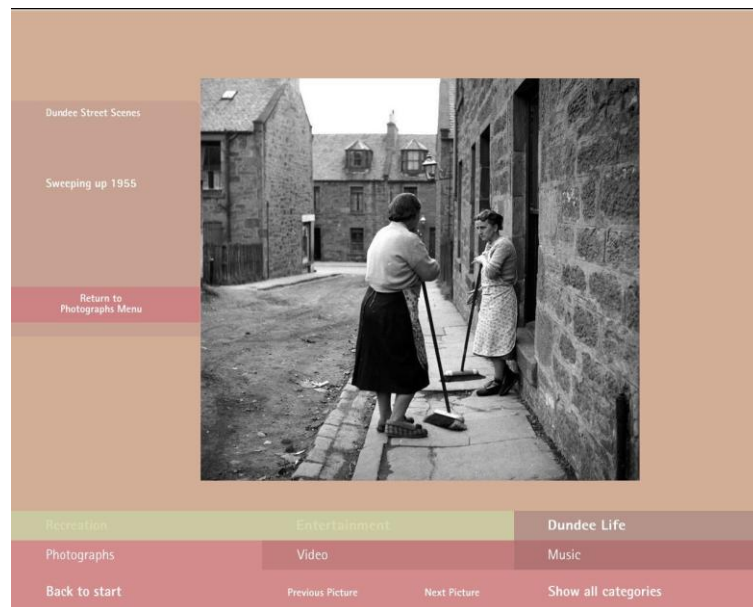 Dundee Street Scenes
Sweeping up 1955
Return to
Photographs Menu
Recreation
Entertainment
Dundee Life
Photographs
Video
Music
Back to start
Previous Picture
Next Picture
Show all categories